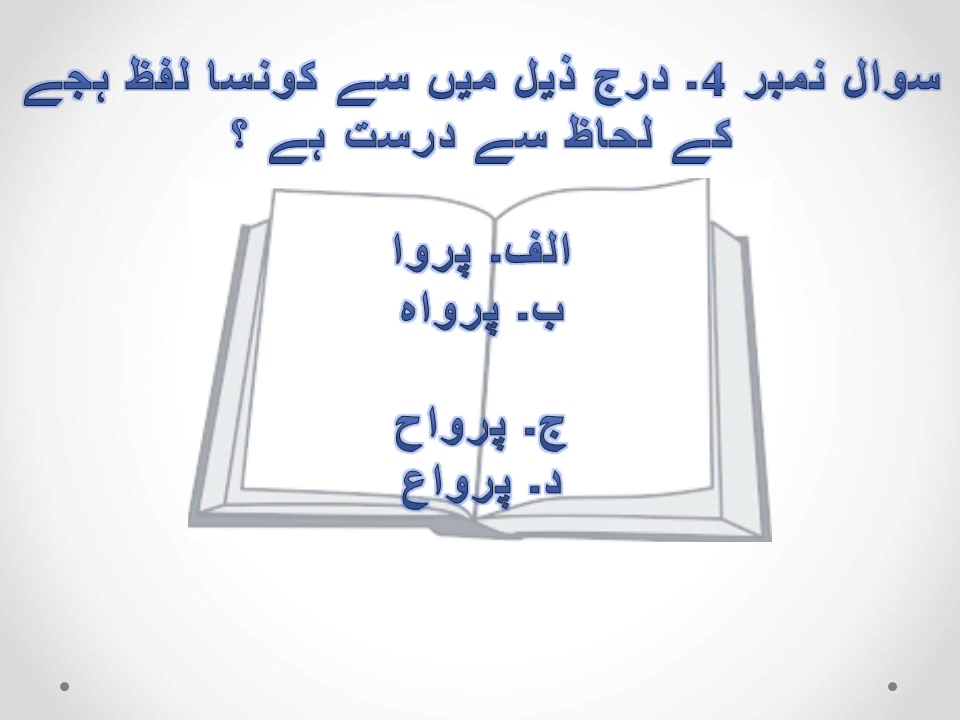 سوال نمبر 4۔ درج ذیل میں سے کونسا لفظ ہجے
کے لحاظ سے درست ہے ؟
الف۔ پروا
ب۔ پرواہ
ج۔ پرواح
د۔ پرواع